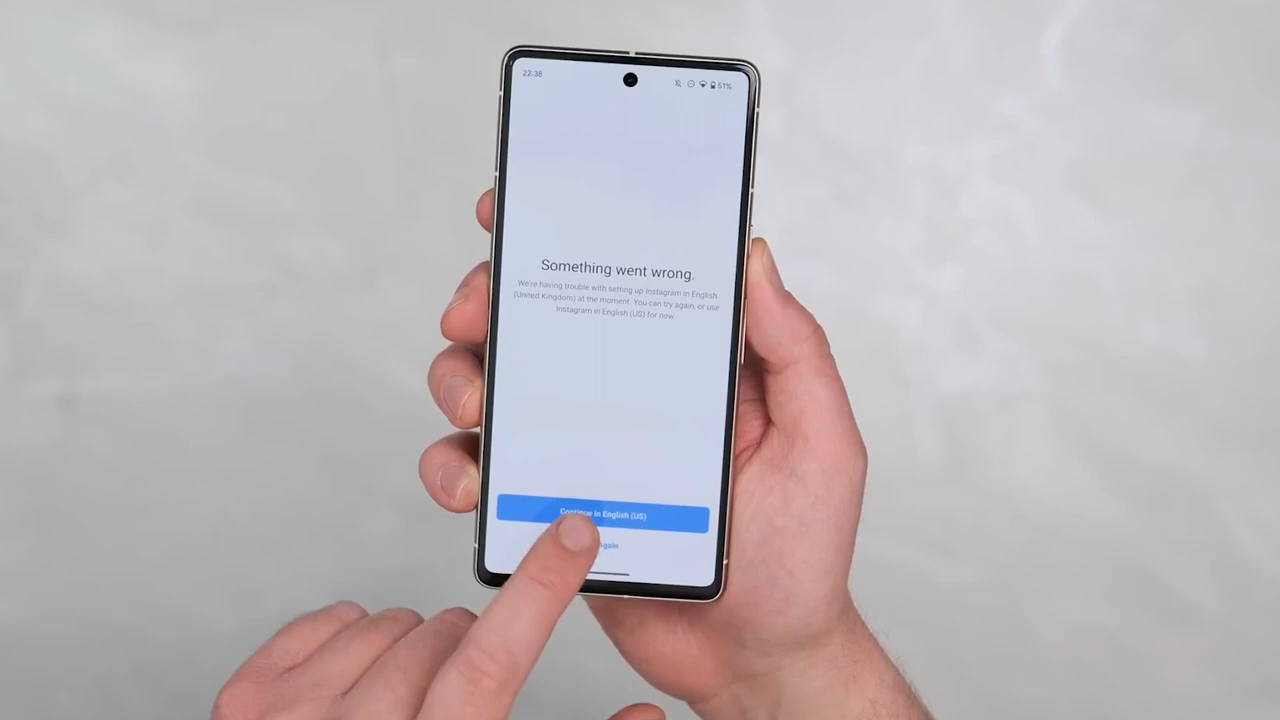 22:38
51%
Something went wrong.
We're having trouble with setting up Instagram in English
(United Kingdom) at the moment. You can try again, or use
Instagram in English (US) for now.
Continue in English (US)
again